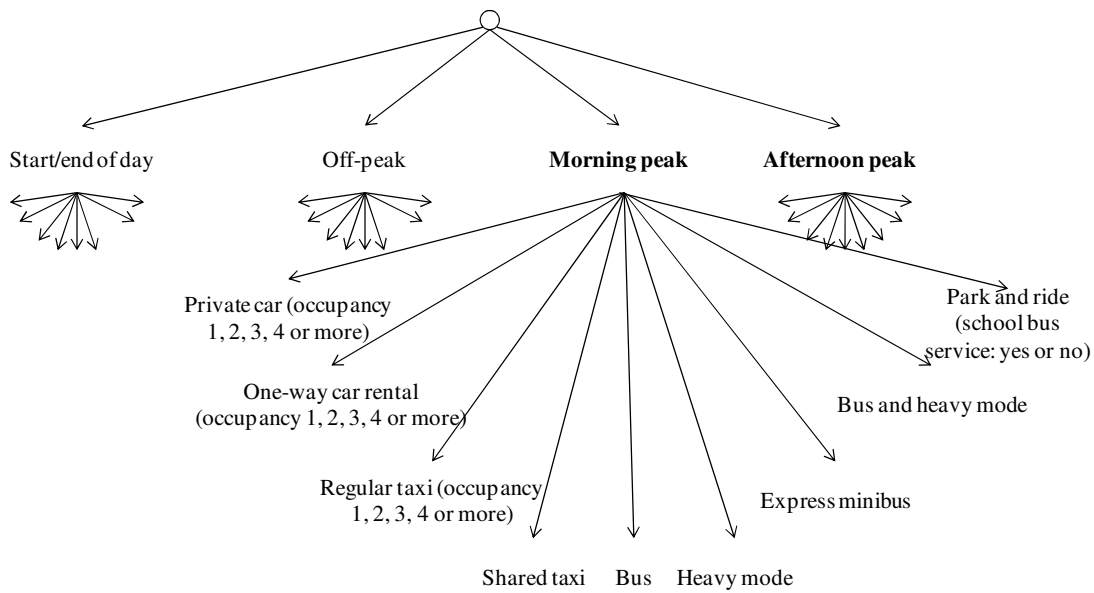 Start/end of day
Off-peak
Morning peak
Afternoon peak
Private car (occupancy
1, 2, 3, 4 or more)
Park and ride
(school bus
service: yes or no)
One-way car rental
(occupancy 1, 2, 3, 4 or more)
Bus and heavy mode
Regular taxi (occupancy
1, 2, 3, 4 or more)
Express minibus
Shared taxi
Bus
Heavy mode